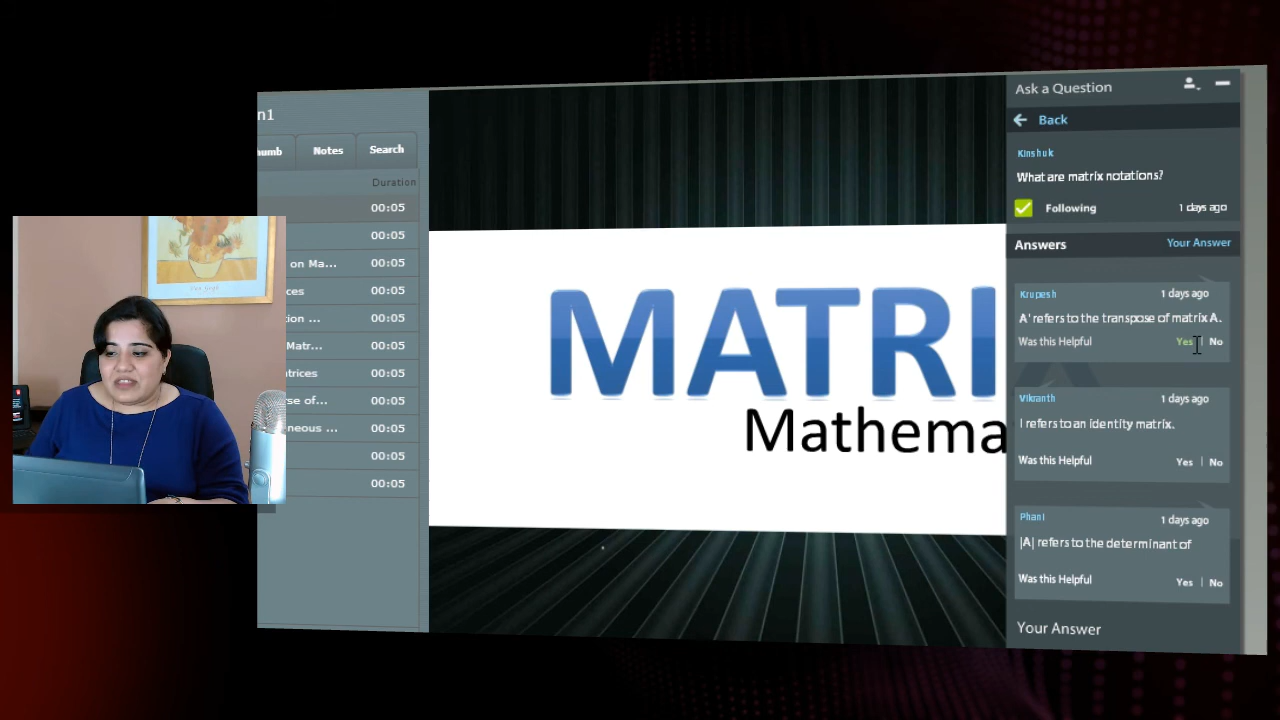 n1
umb
Notes
Search
Duration
00:05
00:05
on Ma... 00:05
ces 00:05
ion ... 00:05
Matr... 00:05
atrices 00:05
rse of... 00:05
neous ... 00:05
00:05
00:05
MATRI
Mathema
Ask a Question
Back
Kinshuk
What are matrix notations?
Following 1 days ago
Answers Your Answer
Krupesh 1 days ago
A' refers to the transpose of matrix A.
Was this Helpful Yes | No
Vikranth 1 days ago
I refers to an identity matrix.
Was this Helpful Yes | No
Phani 1 days ago
|A| refers to the determinant of
Was this Helpful Yes | No
Your Answer